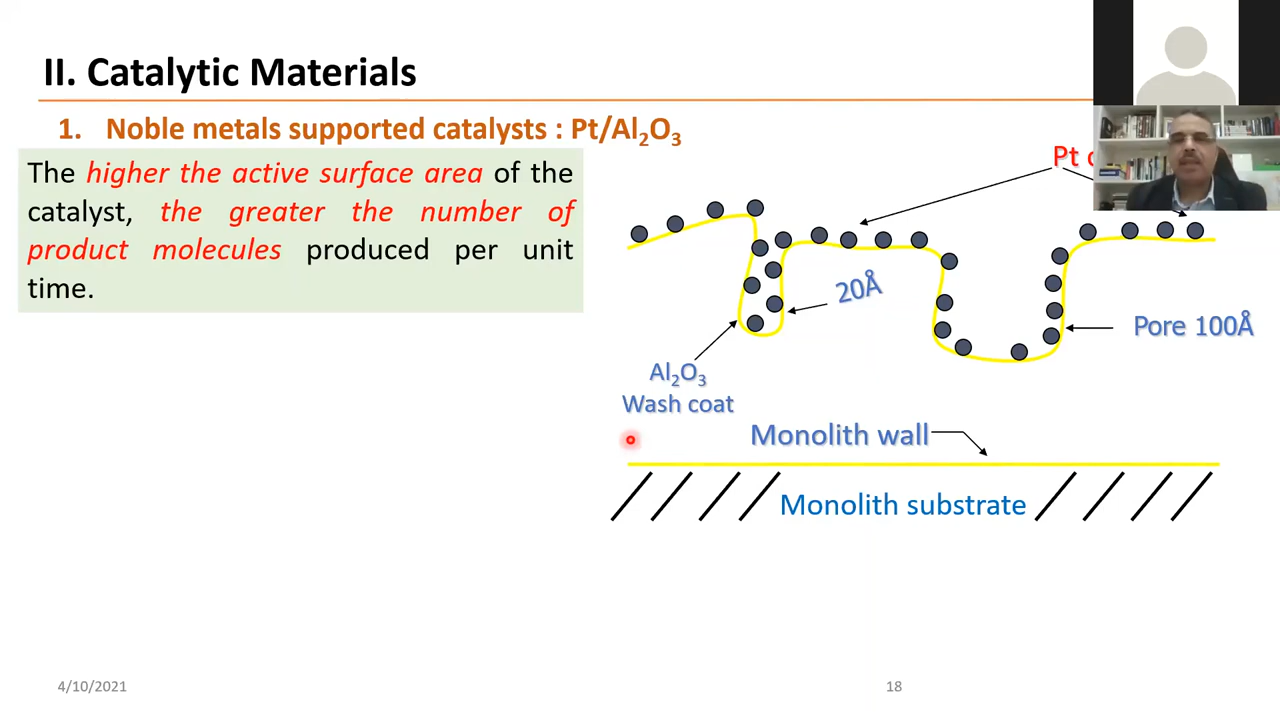 II. Catalytic Materials
1. Noble metals supported catalysts : Pt/Al₂O₃
The higher the active surface area of the
catalyst, the greater the number of
product molecules produced per unit
time.
Pt
20Å
Pore 100Å
Al₂O₃
Wash coat
Monolith wall
Monolith substrate
4/10/2021
18